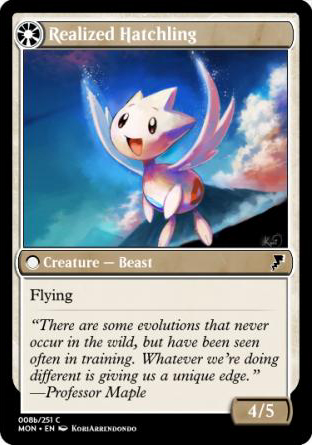 Realized Hatchling
Creature — Beast
Flying
“There are some evolutions that never
occur in the wild, but have been seen
often in training. Whatever we’re doing
different is giving us a unique edge.”
—Professor Maple
4/5
008b/251 C
MON • EN KoriArrendondo